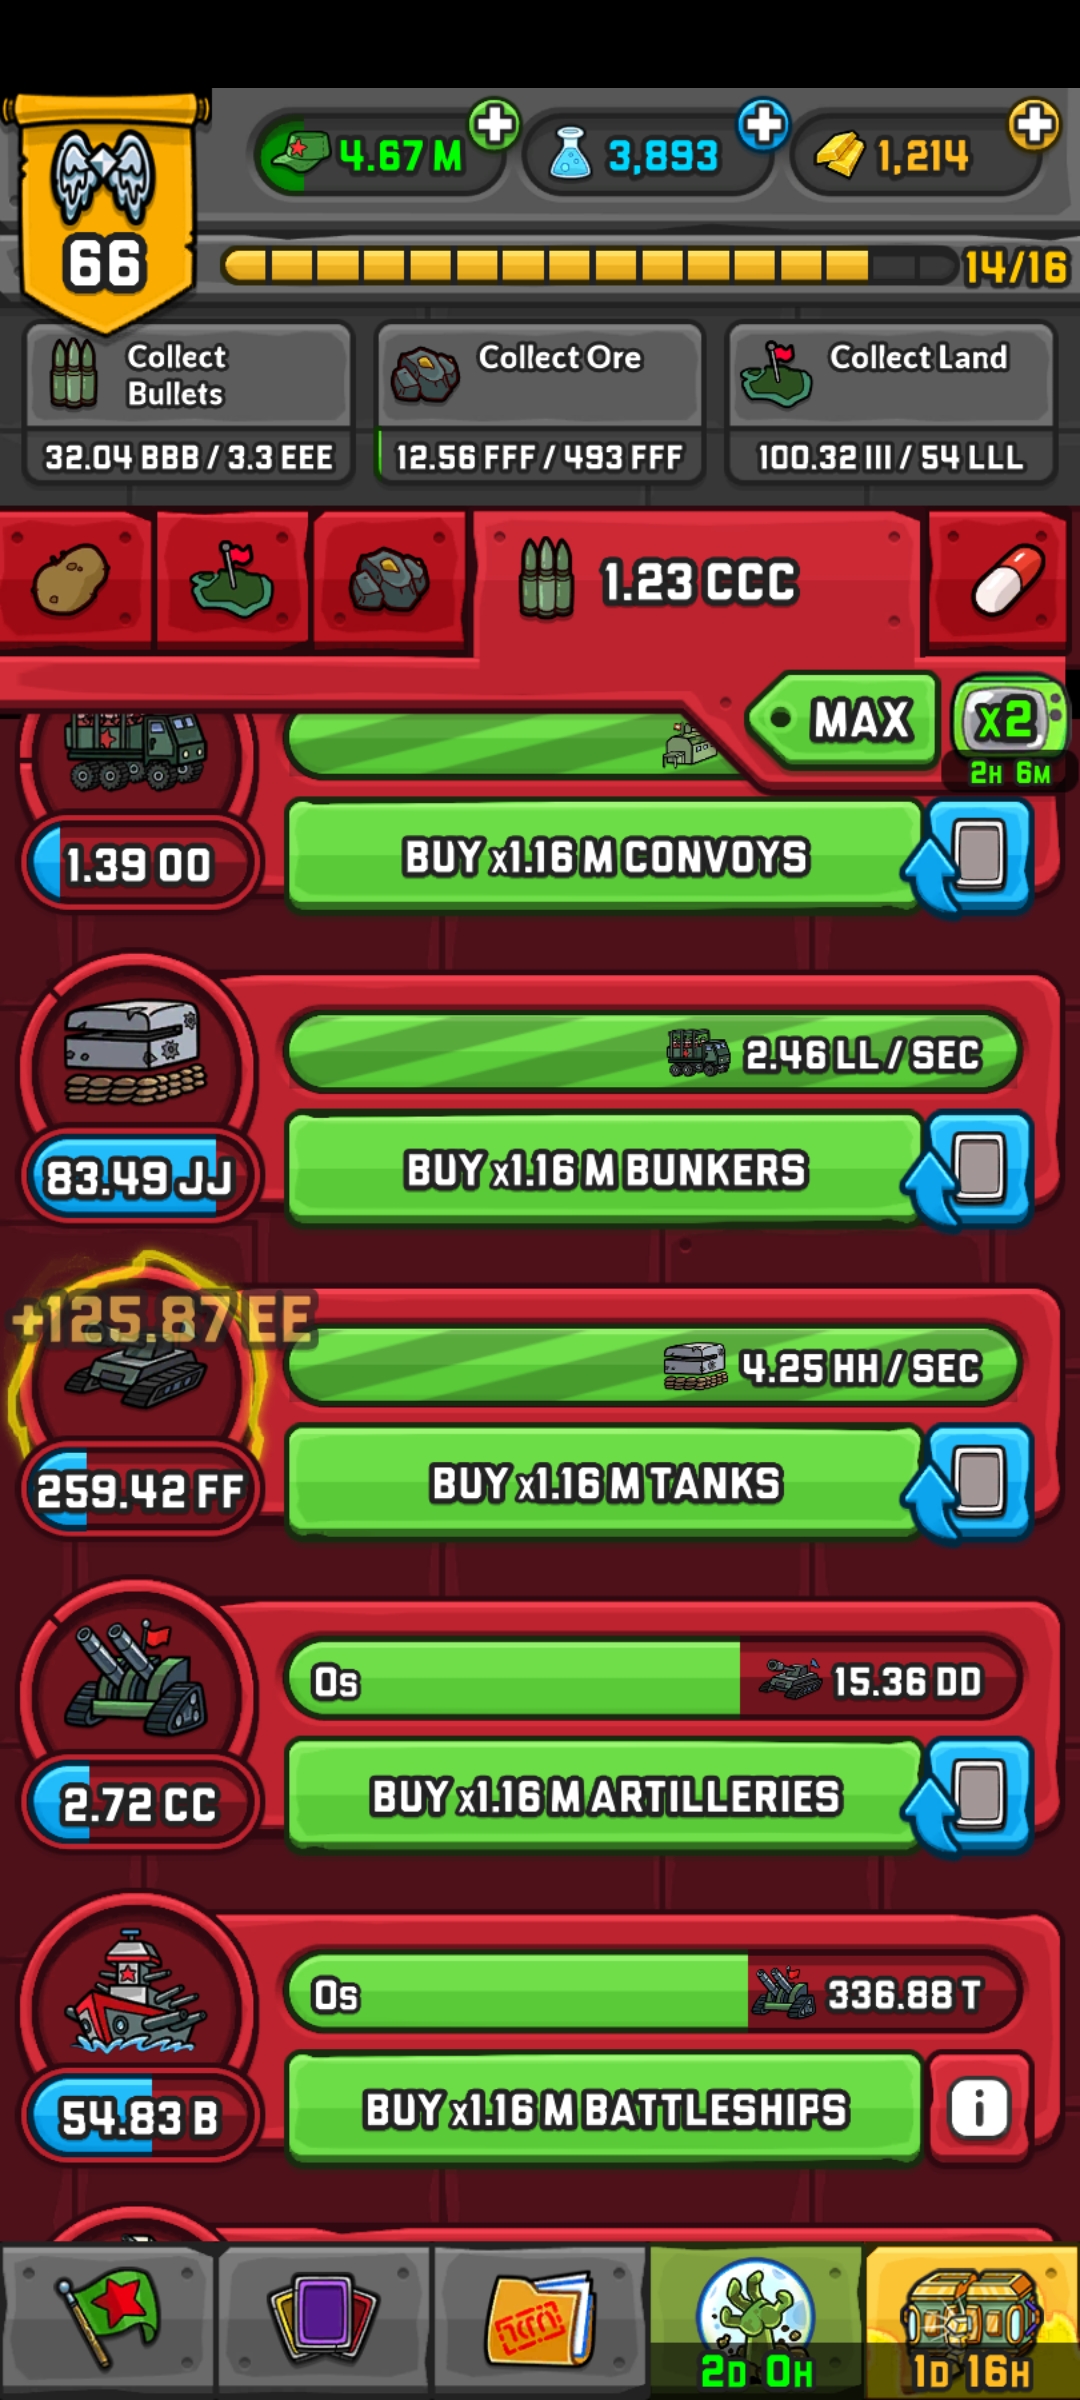 4.67 M
3,893
1,214
66
14/16
Collect
Bullets
32.04 BBB / 3.3 EEE
Collect Ore
12.56 FFF / 493 FFF
Collect Land
100.32 III / 54 LLL
1.23 CCC
MAX
x2
2H 6M
1.39 OO
BUY x1.16 M CONVOYS
2.46 LL / SEC
83.49 JJ
BUY x1.16 M BUNKERS
+125.87 EE
4.25 HH / SEC
259.42 FF
BUY x1.16 M TANKS
0s
15.36 DD
2.72 CC
BUY x1.16 M ARTILLERIES
0s
336.88 T
54.83 B
BUY x1.16 M BATTLESHIPS
i
2D 0H
1D 16H